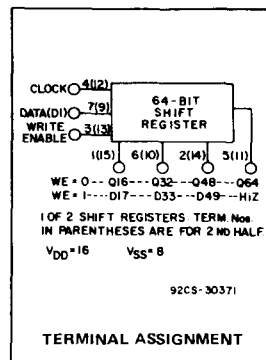 CLOCK 4(12)
DATA(D1) 7(9)
WRITE ENABLE 3(13)
64-BIT
SHIFT
REGISTER
1(15) 6(10) 2(14) 5(11)
WE=0--Q16---Q32---Q48---Q64
WE=1---D17---D33---D49---HiZ
1 OF 2 SHIFT REGISTERS. TERM. Nos.
IN PARENTHESES ARE FOR 2ND HALF.
VDD=16 VSS=8
92CS-30371
TERMINAL ASSIGNMENT